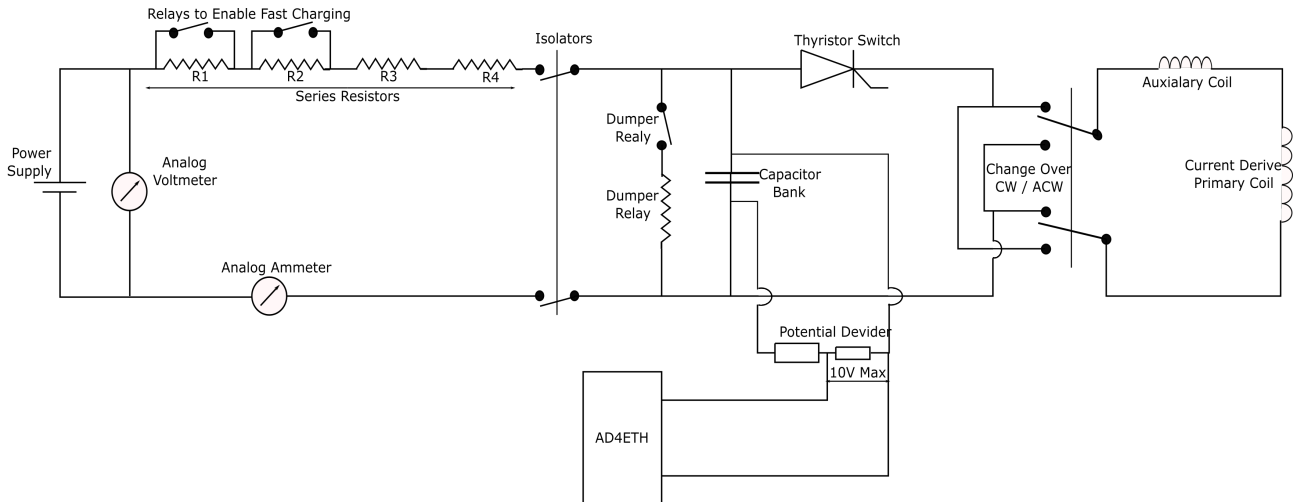 Relays to Enable Fast Charging
R1
R2
R3
R4
Series Resistors
Isolators
Thyristor Switch
Auxialary Coil
Power
Supply
Analog
Voltmeter
Dumper
Realy
Dumper
Relay
Capacitor
Bank
Change Over
CW / ACW
Current Derive
Primary Coil
Analog Ammeter
Potential Devider
10V Max
AD4ETH